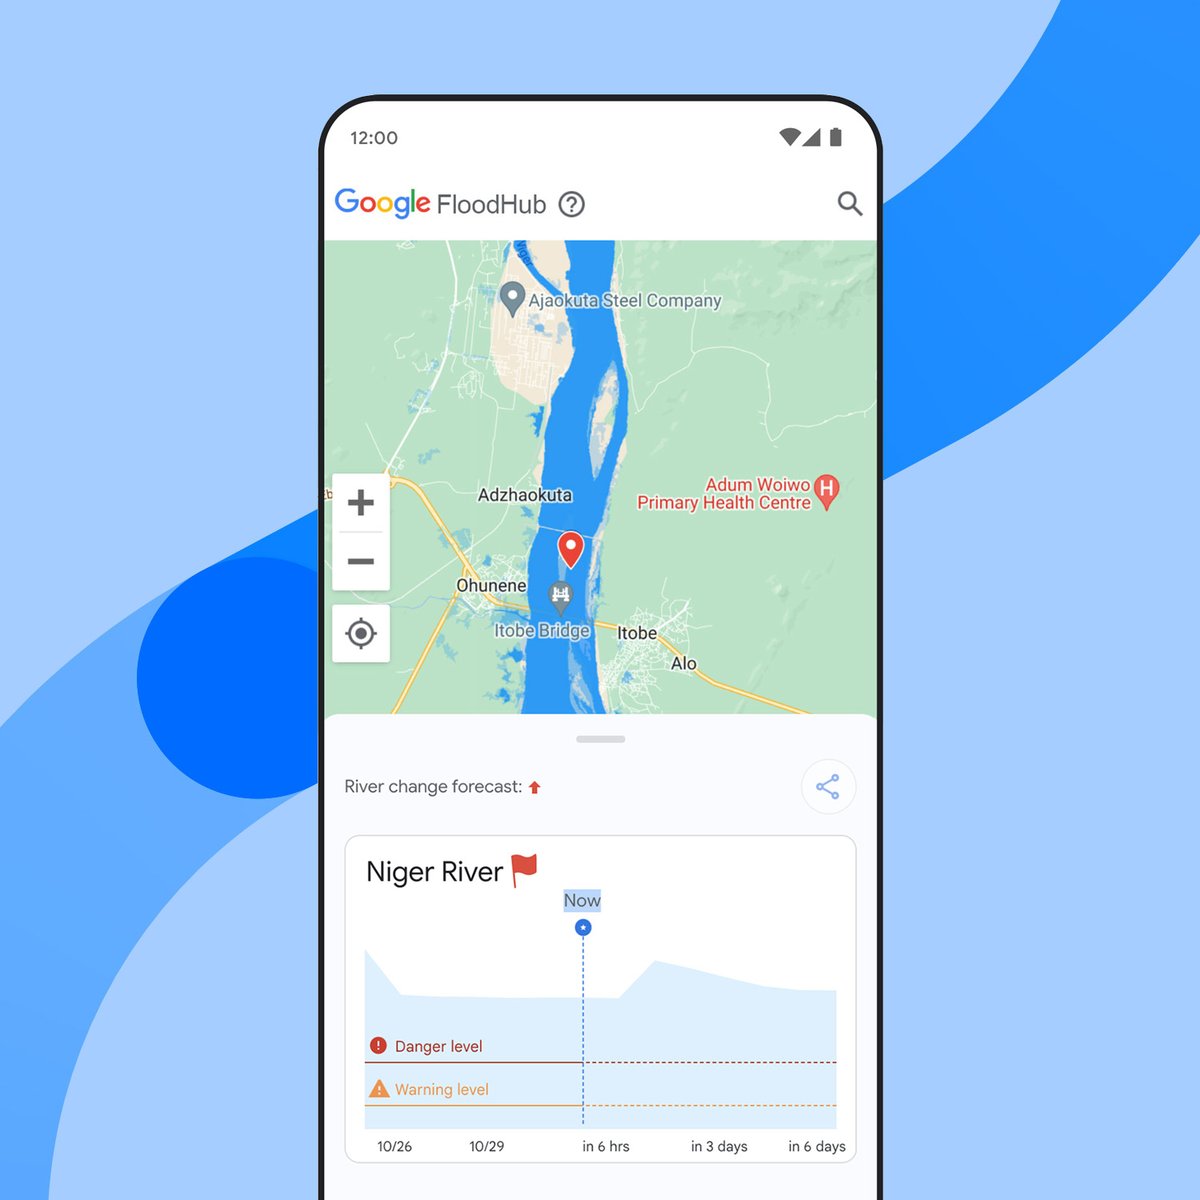 12:00
Google FloodHub
Niger
Ajaokuta Steel Company
Adzhaokuta
Adum Woiwo
Primary Health Centre
Ohunene
Itobe Bridge
Itobe
Alo
River change forecast:
Niger River
Now
Danger level
Warning level
10/26 10/29 in 6 hrs in 3 days in 6 days